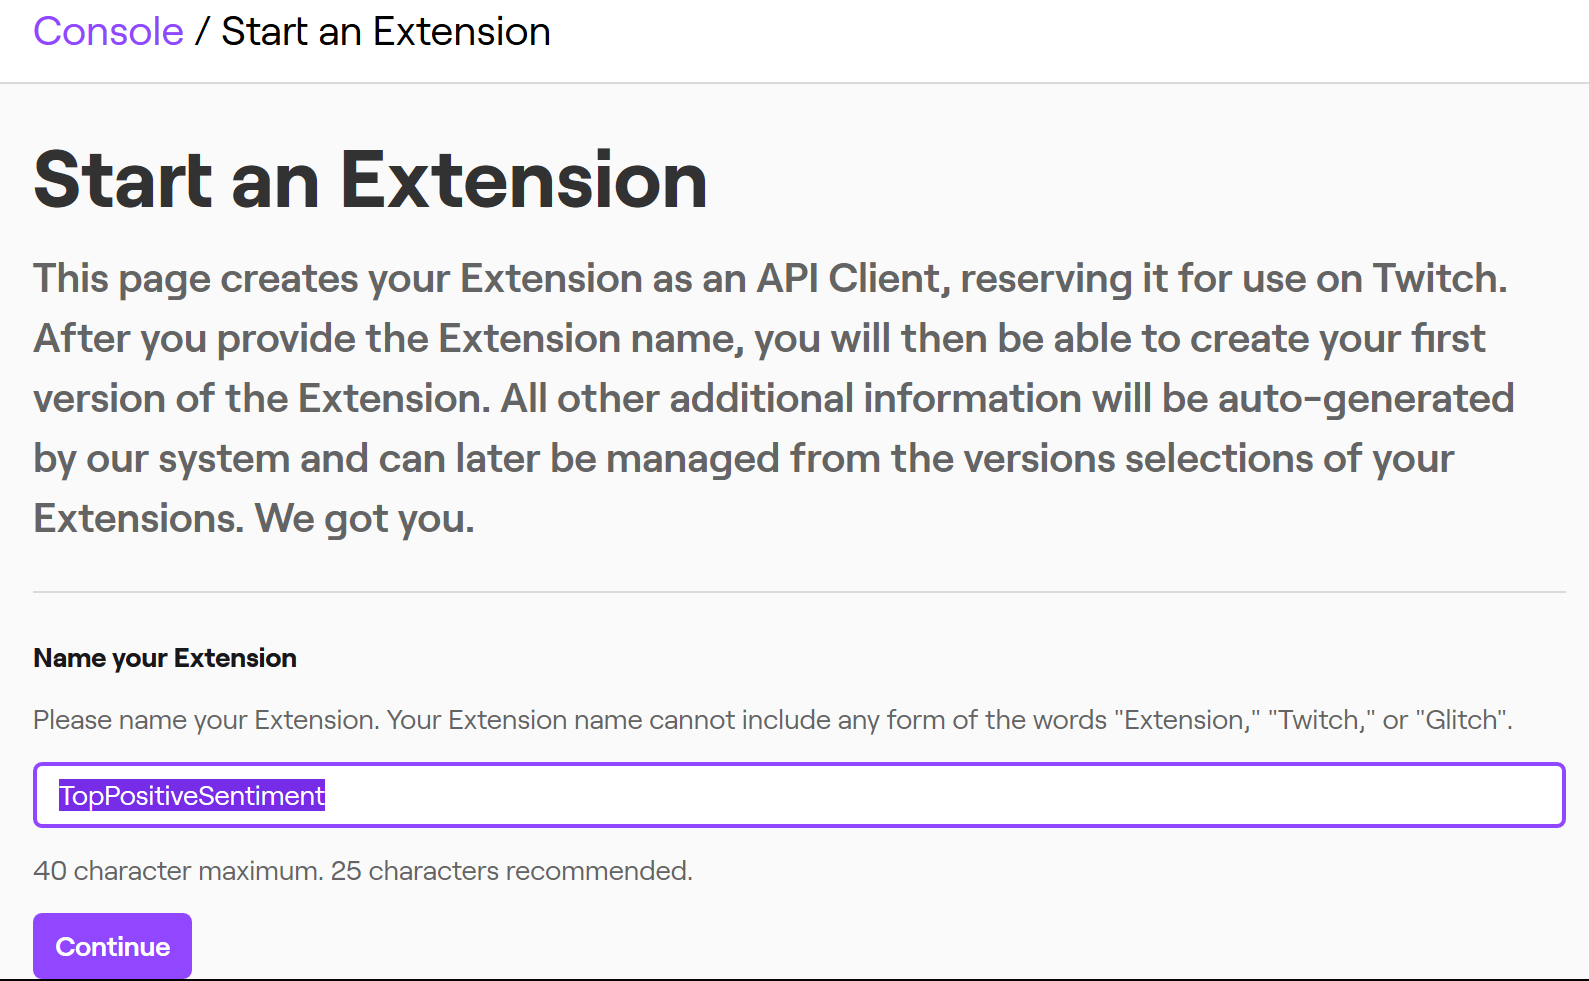 Console / Start an Extension
Start an Extension
This page creates your Extension as an API Client, reserving it for use on Twitch.
After you provide the Extension name, you will then be able to create your first
version of the Extension. All other additional information will be auto-generated
by our system and can later be managed from the versions selections of your
Extensions. We got you.
Name your Extension
Please name your Extension. Your Extension name cannot include any form of the words "Extension," "Twitch," or "Glitch".
TopPositiveSentiment
40 character maximum. 25 characters recommended.
Continue